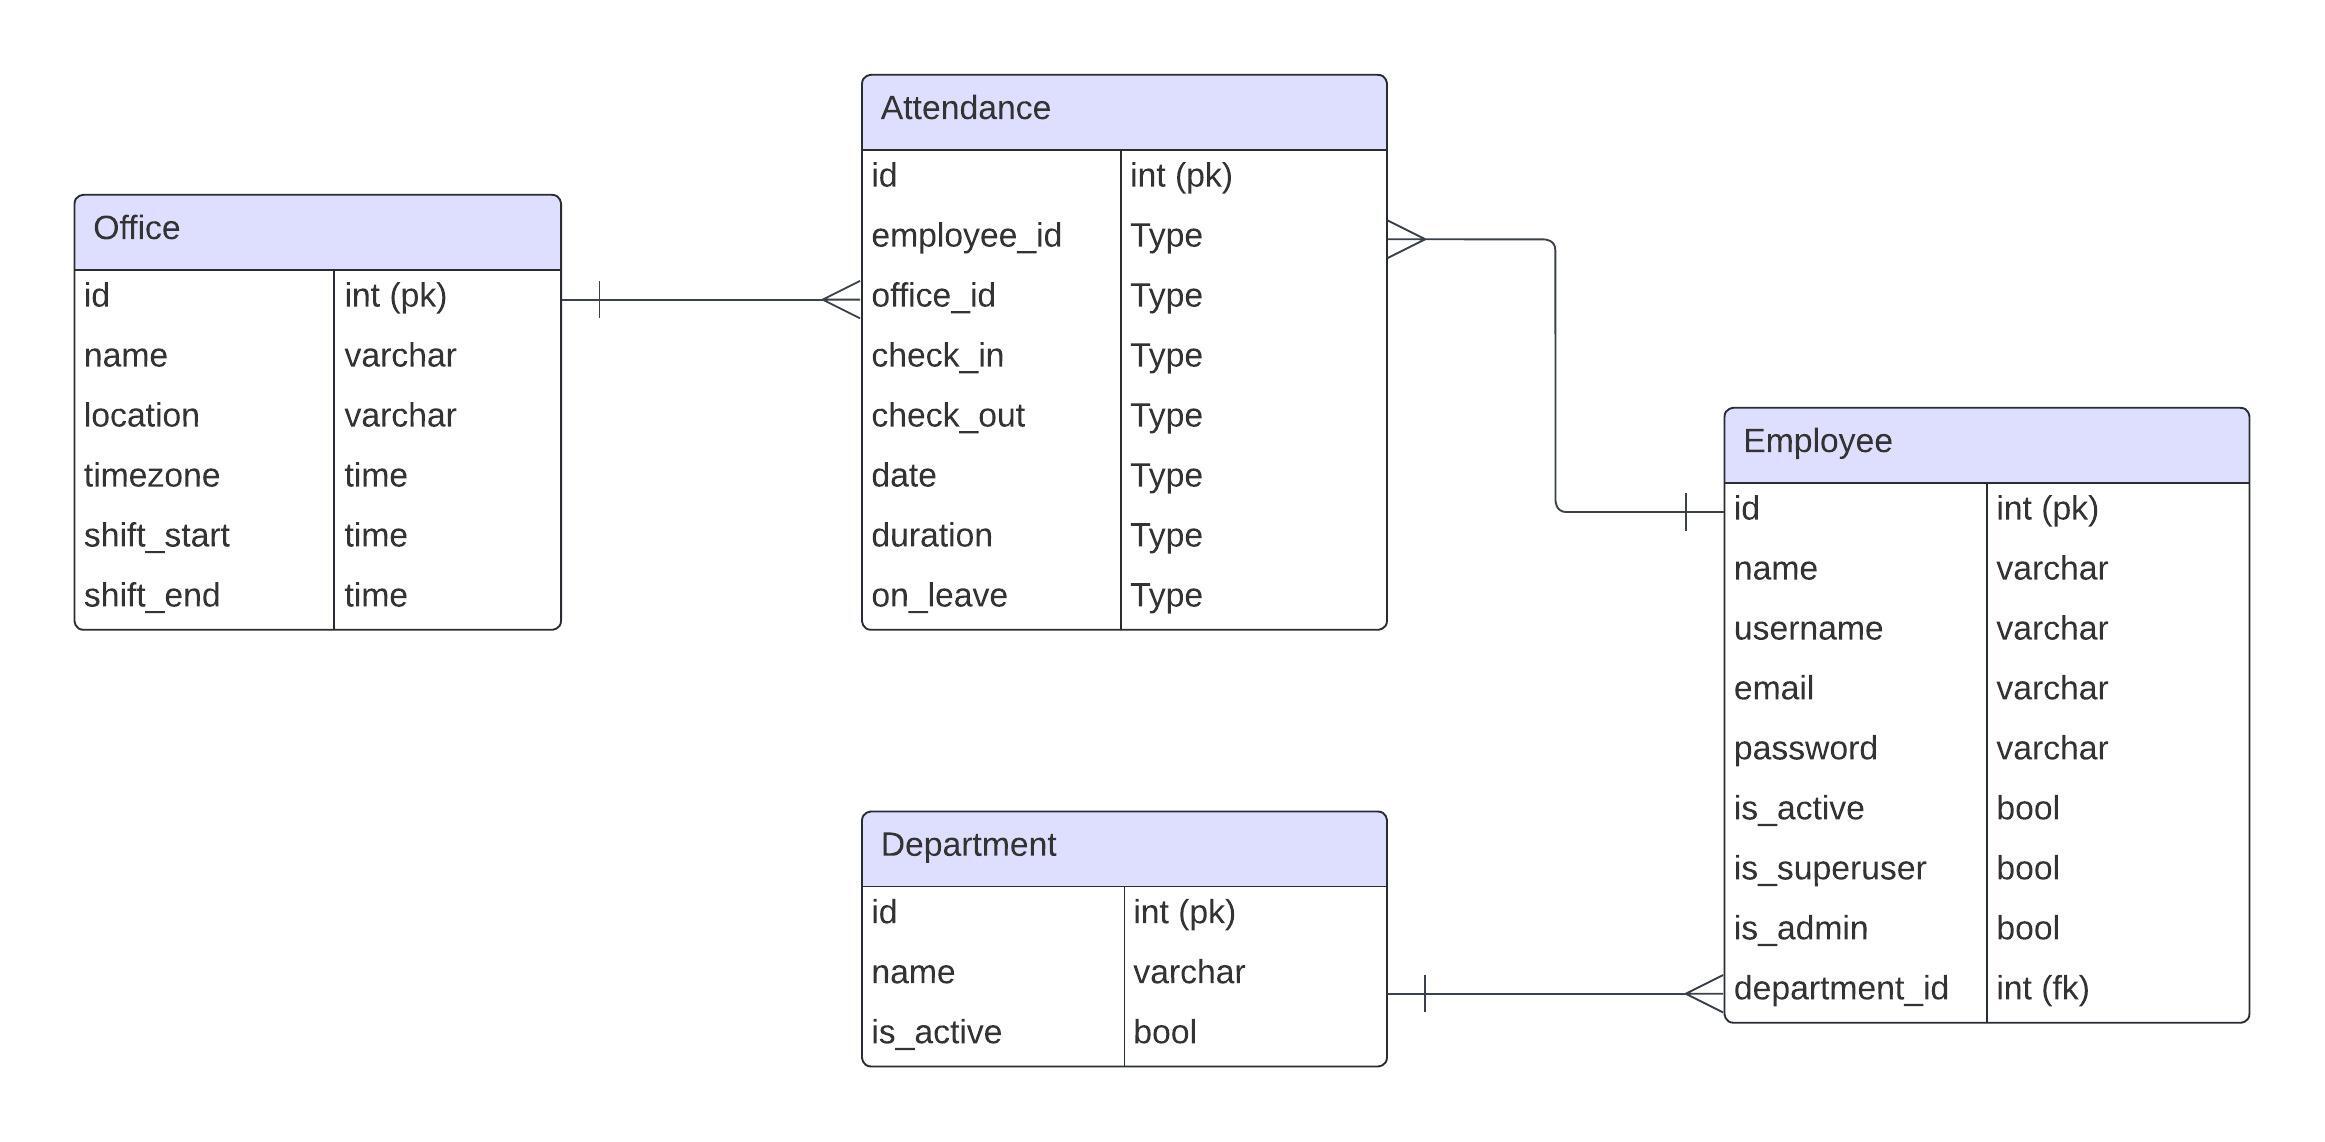 Office
id int (pk)
name varchar
location varchar
timezone time
shift_start time
shift_end time
Attendance
id int (pk)
employee_id Type
office_id Type
check_in Type
check_out Type
date Type
duration Type
on_leave Type
Employee
id int (pk)
name varchar
username varchar
email varchar
password varchar
is_active bool
is_superuser bool
is_admin bool
department_id int (fk)
Department
id int (pk)
name varchar
is_active bool